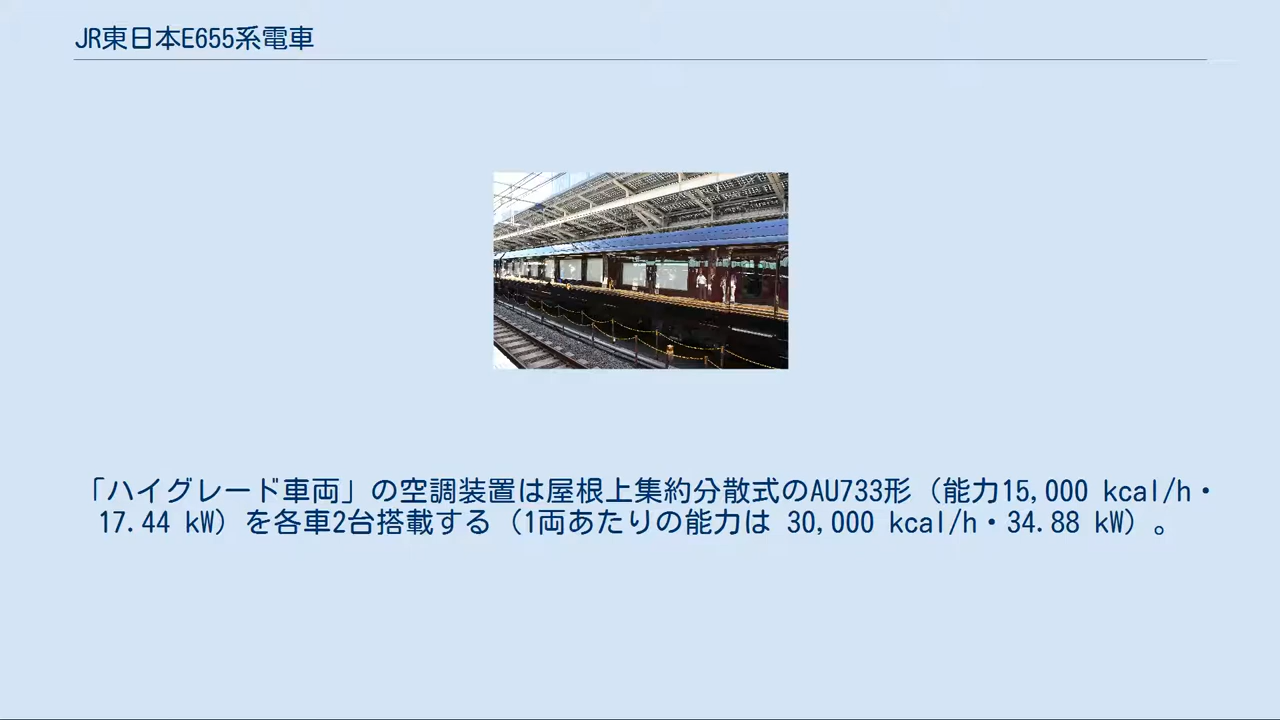 JR東日本E655系電車
「ハイグレード車両」の空調装置は屋根上集約分散式のAU733形（能力15,000 kcal/h・
17.44 kW）を各車2台搭載する（1両あたりの能力は 30,000 kcal/h・34.88 kW）。